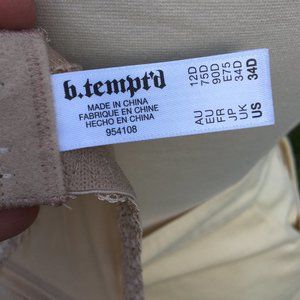 b.tempt'd
MADE IN CHINA
FABRIQUE EN CHINE
HECHO EN CHINA
954108
AU 12D
EU 75D
FR 90D
JP E75
UK 34D
US 34D